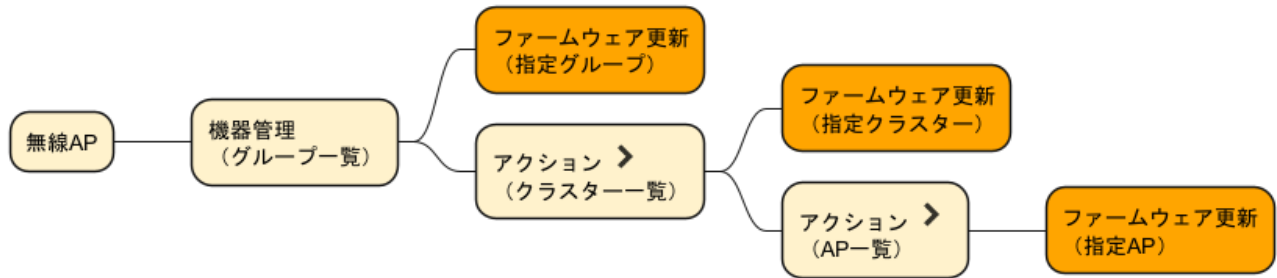 無線AP
機器管理
（グループ一覧）
ファームウェア更新
（指定グループ）
アクション
（クラスター一覧）
ファームウェア更新
（指定クラスター）
アクション
（AP一覧）
ファームウェア更新
（指定AP）